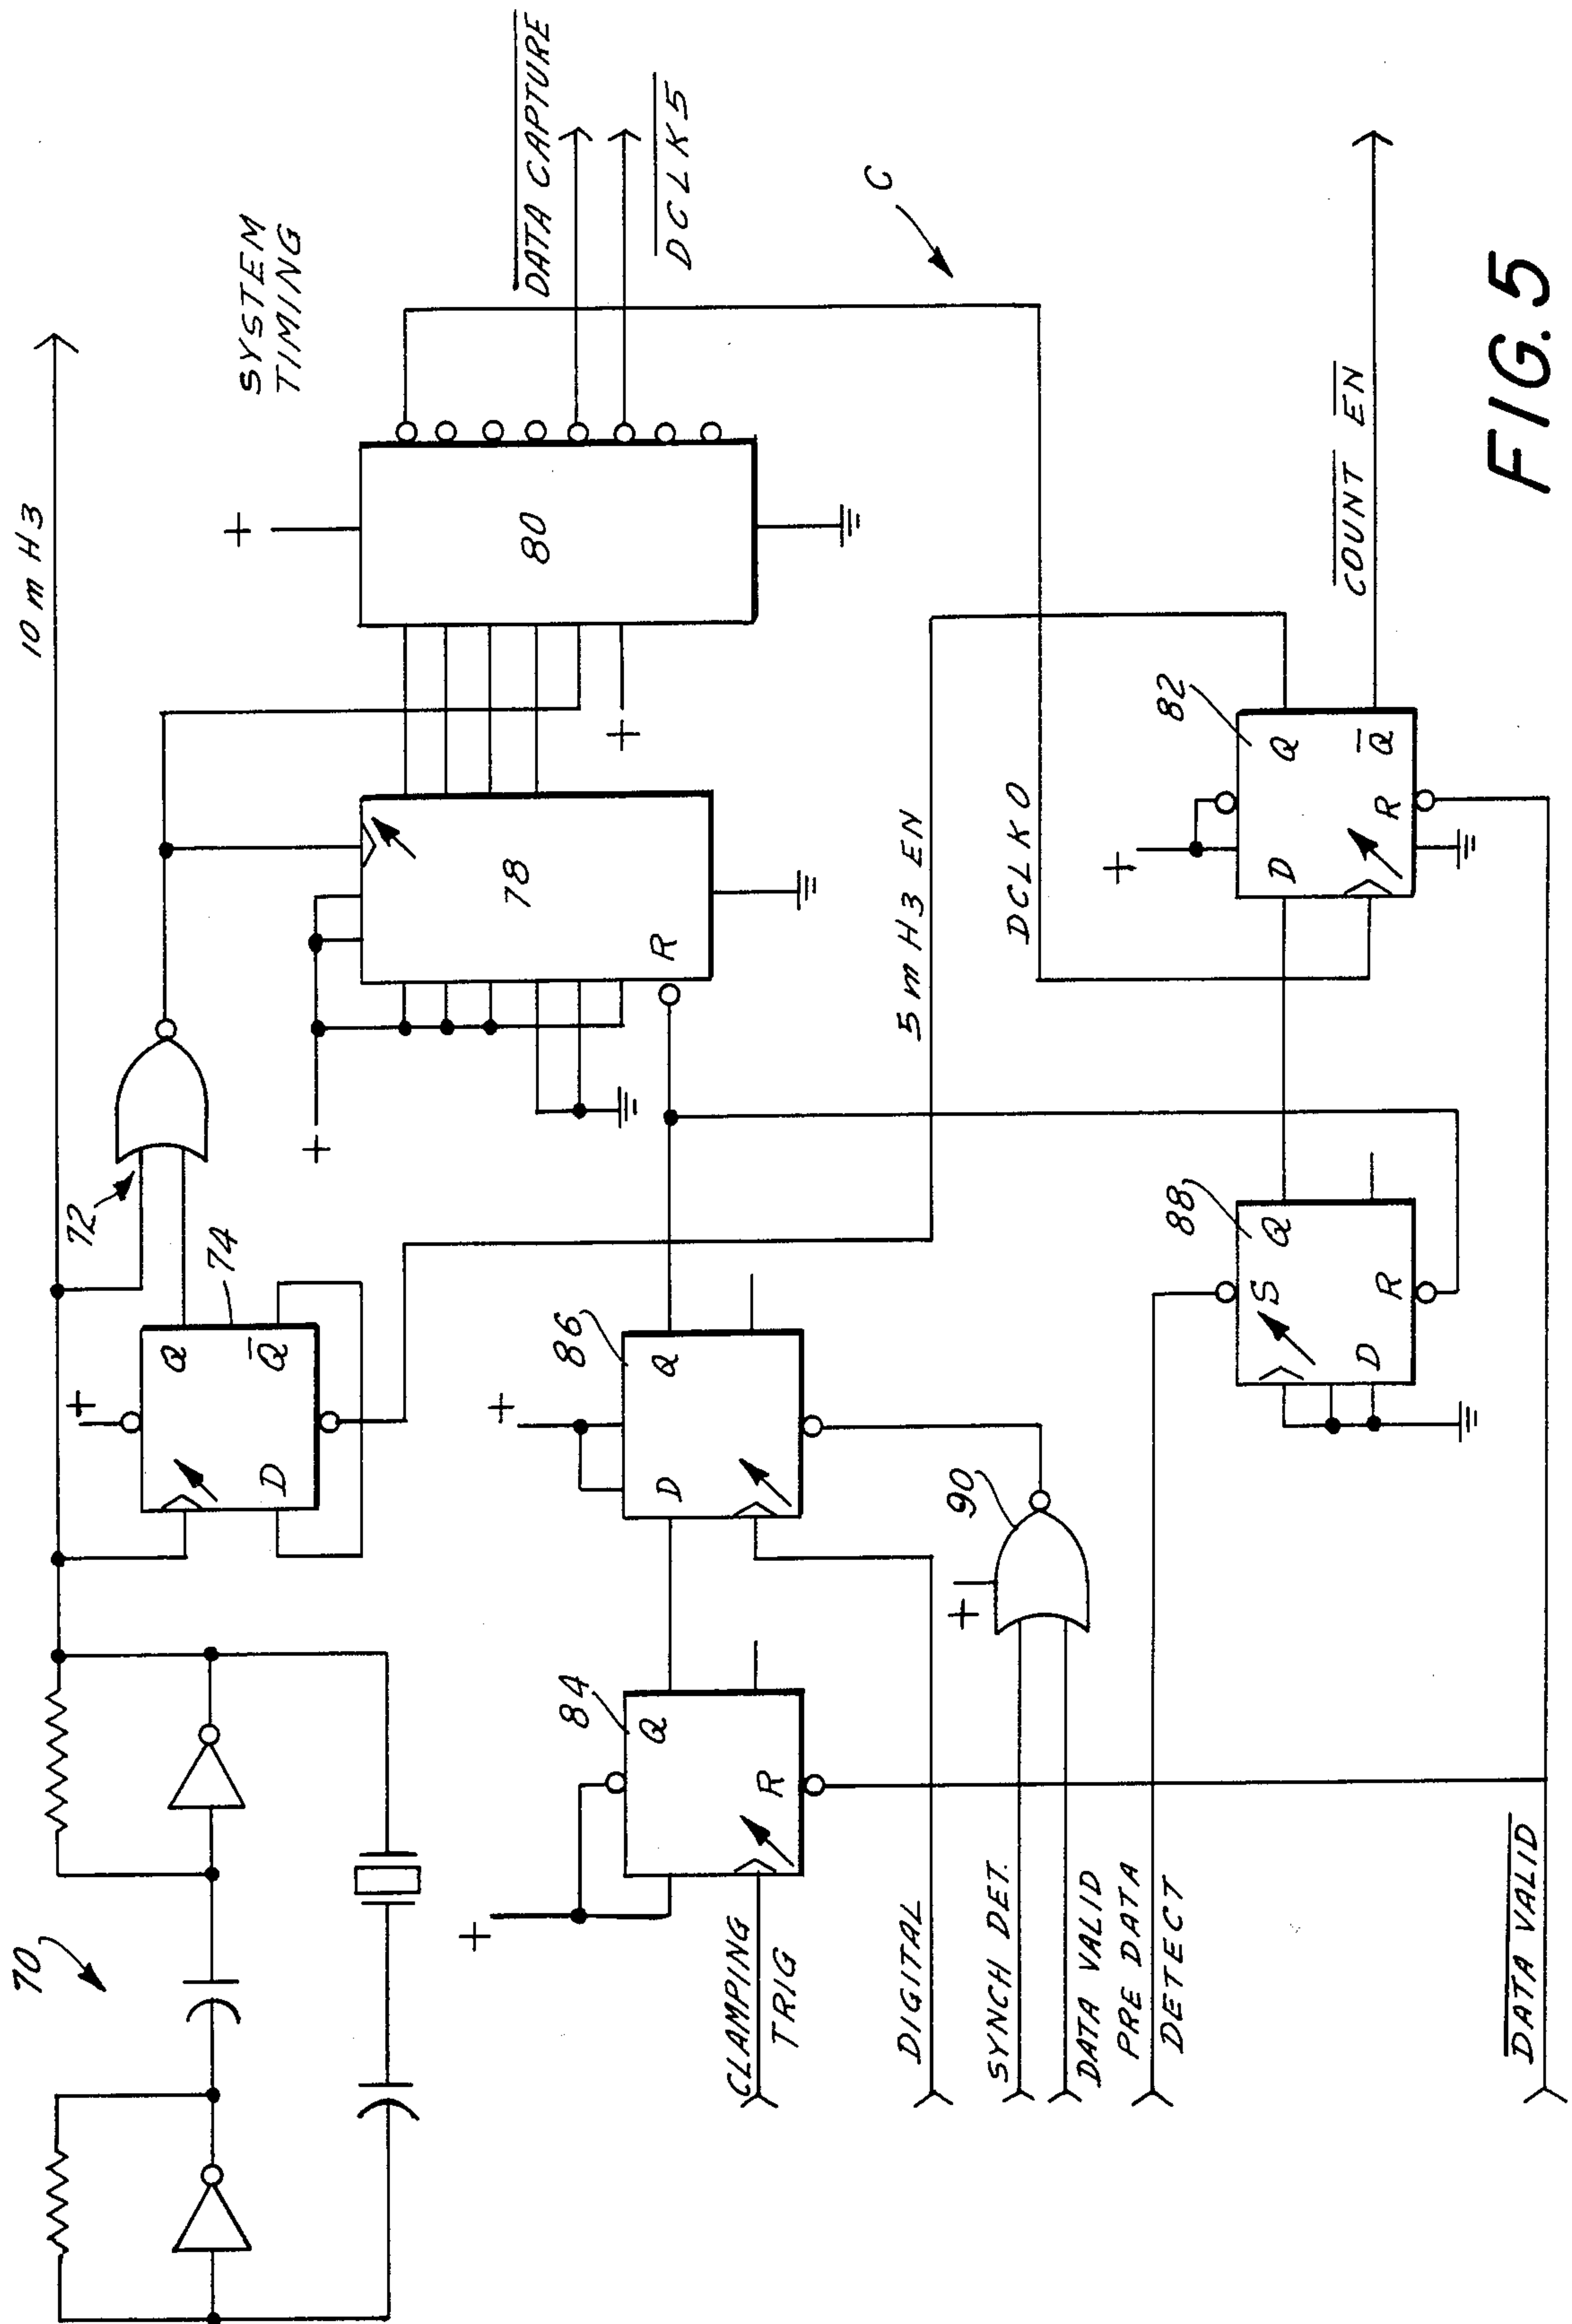 10 mH3
SYSTEM
TIMING
DATA CAPTURE
DCLK5
C
70
72
74
Q
Q̅
D
78
R
80
84
Q
R
86
Q
D
90
88
S
Q
R
D
82
Q
Q̅
D
R
5 mH3 EN
DCLK0
CLAMPING
TRIG
DIGITAL
SYNCH DET.
DATA VALID
PRE DATA
DETECT
DATA VALID
COUNT EN
FIG. 5
+
+
+
+
+
+
+
+
+